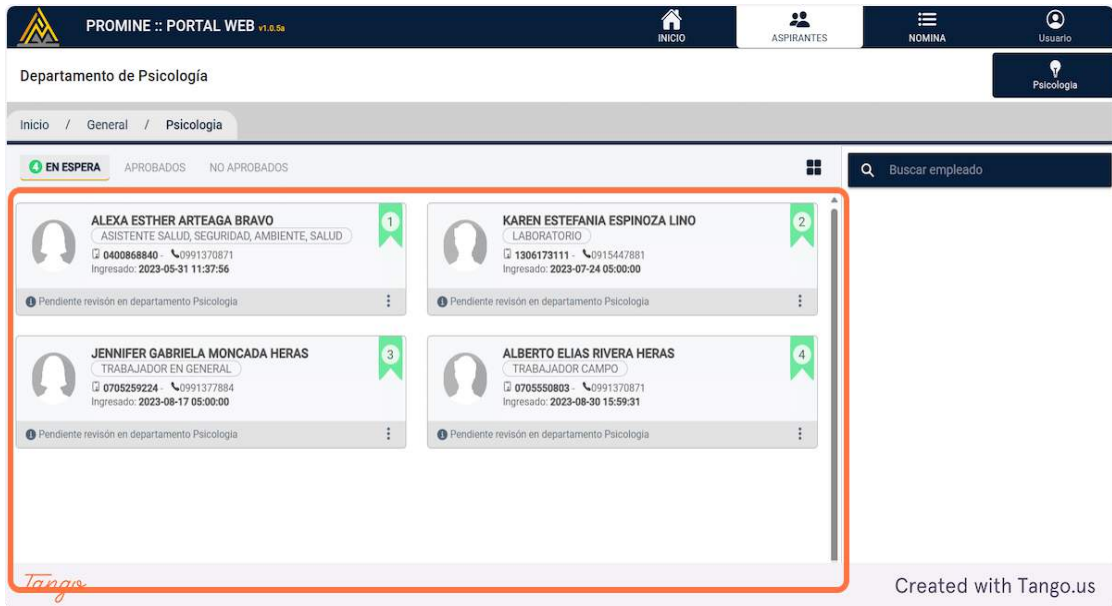 PROMINE :: PORTAL WEB v1.0.5a
INICIO
ASPIRANTES
NOMINA
Usuario
Departamento de Psicología
Psicologia
Inicio / General / Psicologia
4 EN ESPERA APROBADOS NO APROBADOS
Buscar empleado
ALEXA ESTHER ARTEAGA BRAVO
1
ASISTENTE SALUD, SEGURIDAD, AMBIENTE, SALUD
0400868840 - 0991370871
Ingresado: 2023-05-31 11:37:56
Pendiente revisón en departamento Psicologia
KAREN ESTEFANIA ESPINOZA LINO
2
LABORATORIO
1306173111 - 0915447881
Ingresado: 2023-07-24 05:00:00
Pendiente revisón en departamento Psicologia
JENNIFER GABRIELA MONCADA HERAS
3
TRABAJADOR EN GENERAL
0705259224 - 0991377884
Ingresado: 2023-08-17 05:00:00
Pendiente revisón en departamento Psicologia
ALBERTO ELIAS RIVERA HERAS
4
TRABAJADOR CAMPO
0705550803 - 0991370871
Ingresado: 2023-08-30 15:59:31
Pendiente revisón en departamento Psicologia
Tango
Created with Tango.us